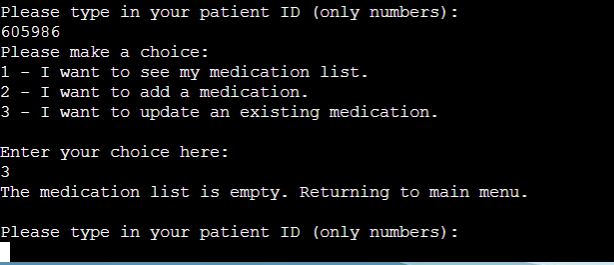 Please type in your patient ID (only numbers):
605986
Please make a choice:
1 - I want to see my medication list.
2 - I want to add a medication.
3 - I want to update an existing medication.
Enter your choice here:
3
The medication list is empty. Returning to main menu.
Please type in your patient ID (only numbers):